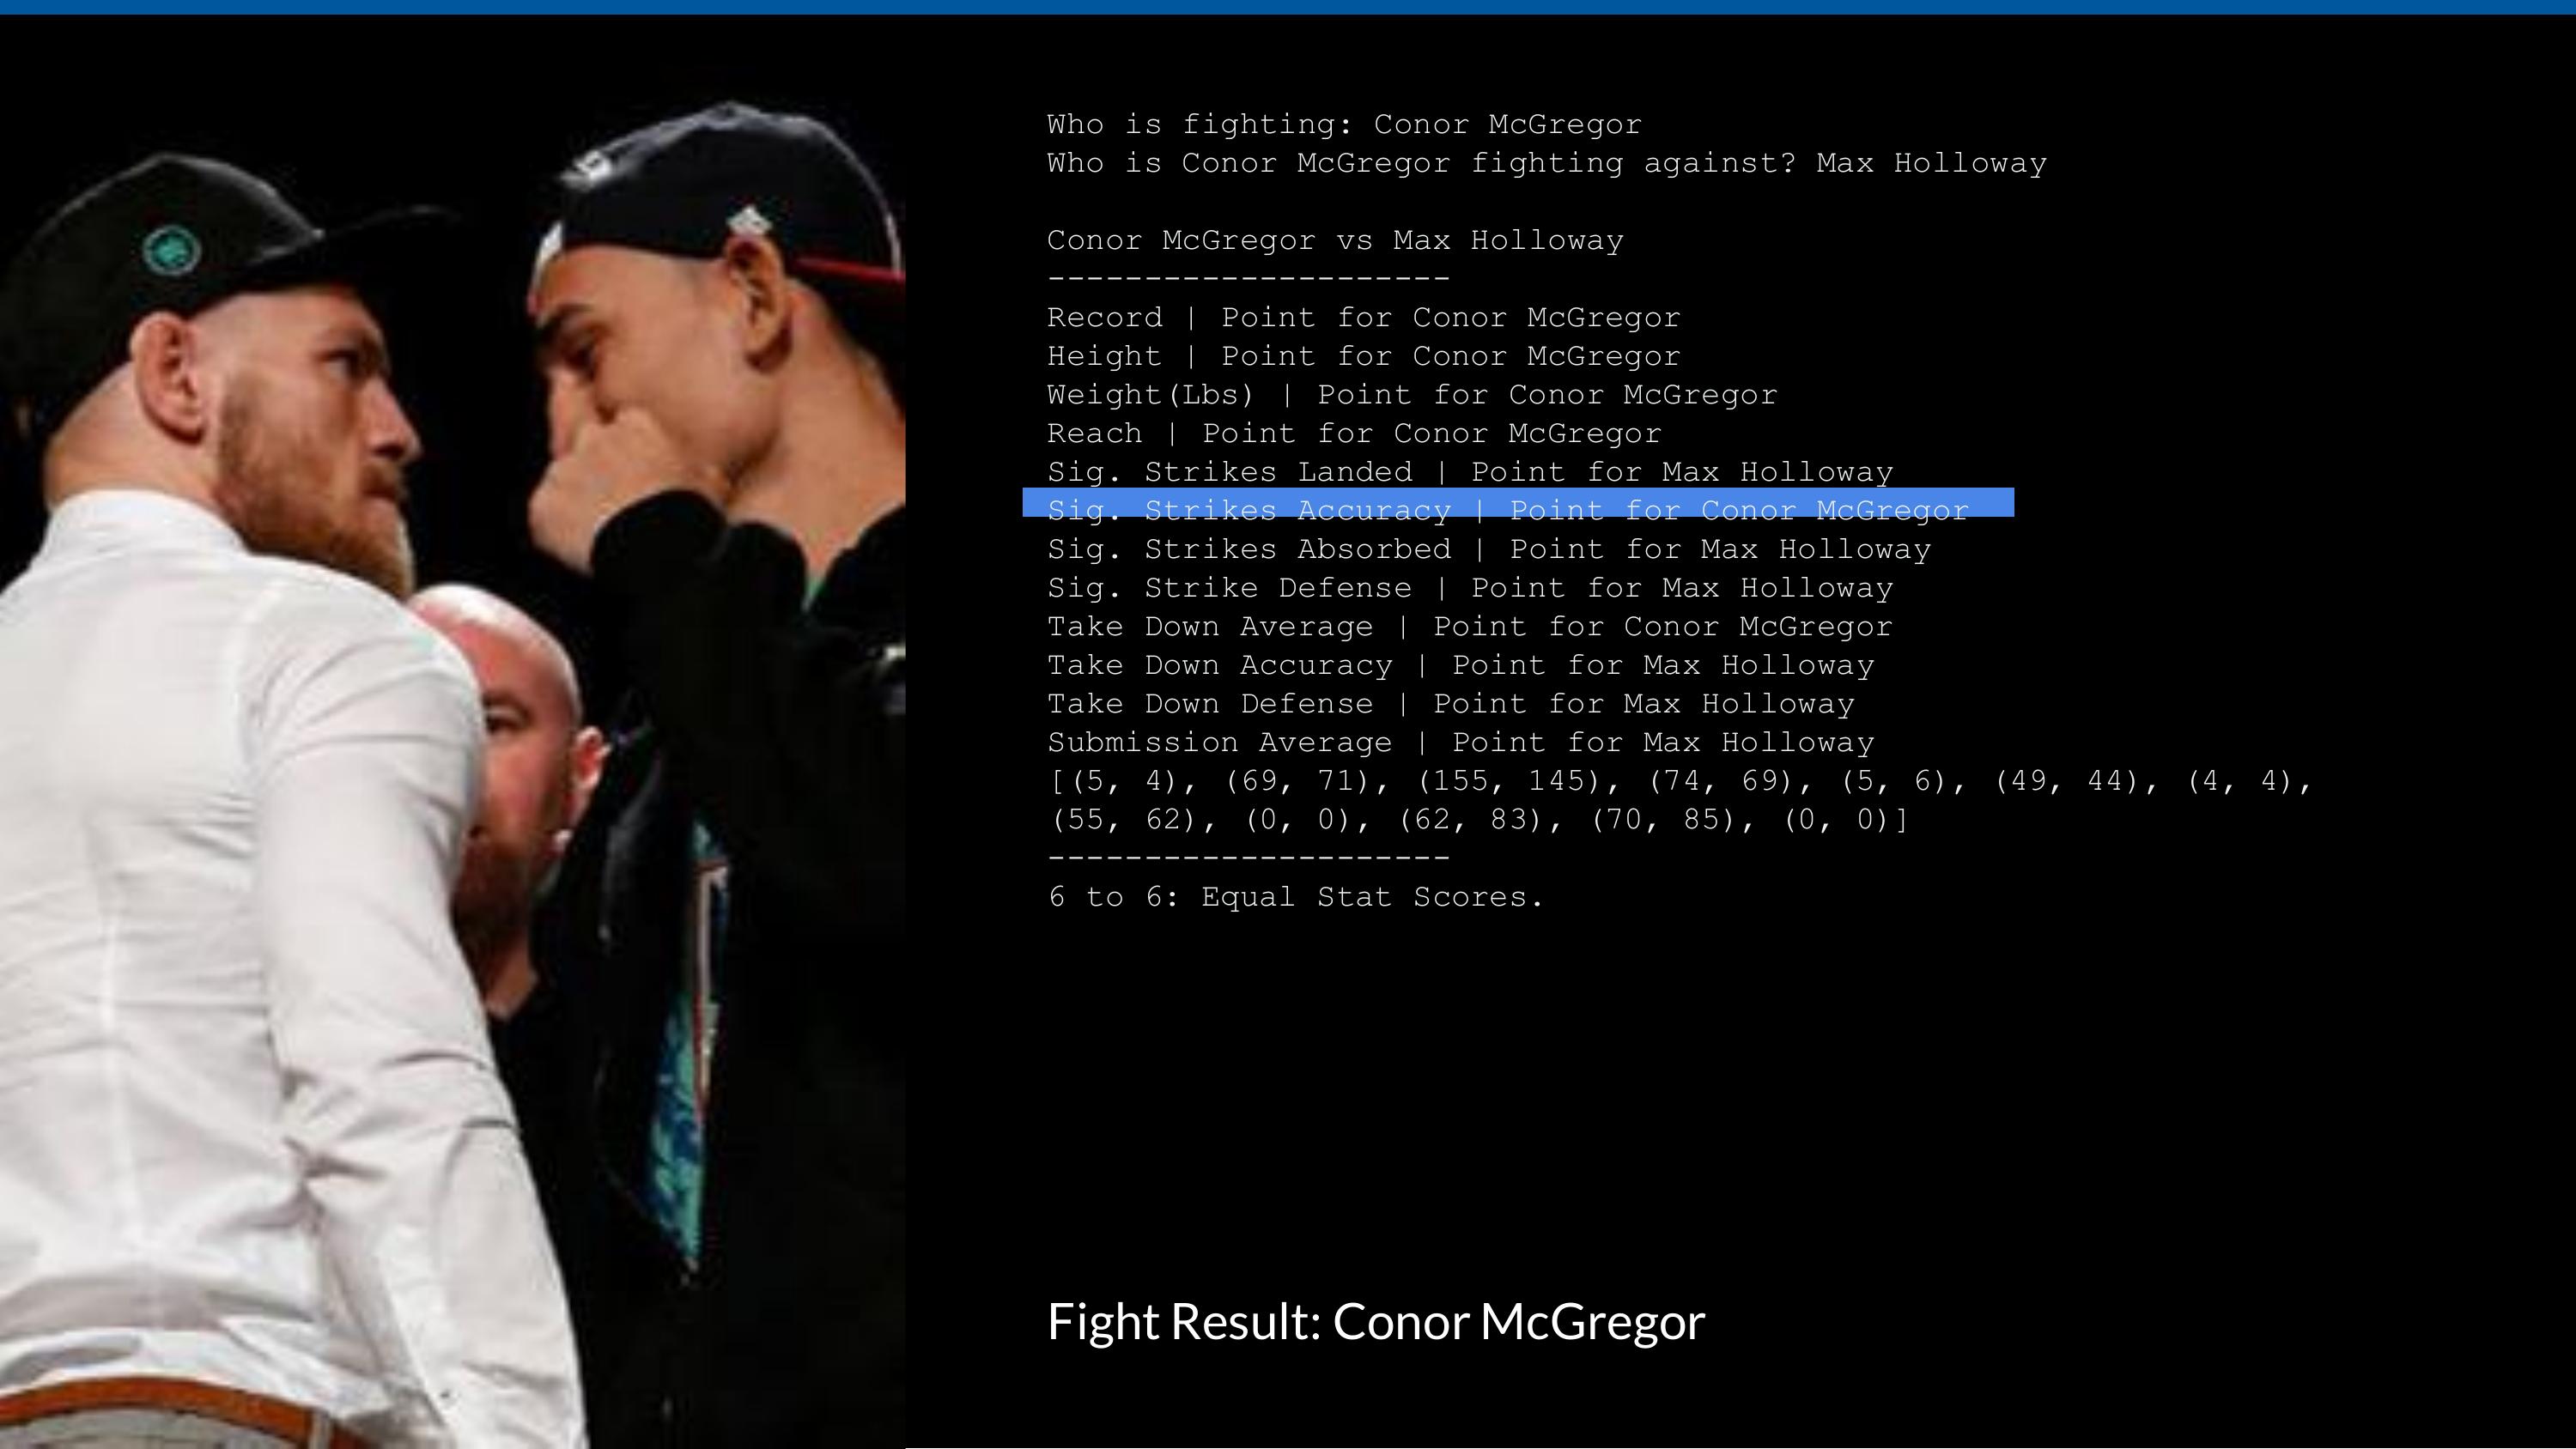 Who is fighting: Conor McGregor
Who is Conor McGregor fighting against? Max Holloway
Conor McGregor vs Max Holloway
---------------------
Record | Point for Conor McGregor
Height | Point for Conor McGregor
Weight(Lbs) | Point for Conor McGregor
Reach | Point for Conor McGregor
Sig. Strikes Landed | Point for Max Holloway
Sig. Strikes Accuracy | Point for Conor McGregor
Sig. Strikes Absorbed | Point for Max Holloway
Sig. Strike Defense | Point for Max Holloway
Take Down Average | Point for Conor McGregor
Take Down Accuracy | Point for Max Holloway
Take Down Defense | Point for Max Holloway
Submission Average | Point for Max Holloway
[(5, 4), (69, 71), (155, 145), (74, 69), (5, 6), (49, 44), (4, 4),
(55, 62), (0, 0), (62, 83), (70, 85), (0, 0)]
---------------------
6 to 6: Equal Stat Scores.
Fight Result: Conor McGregor